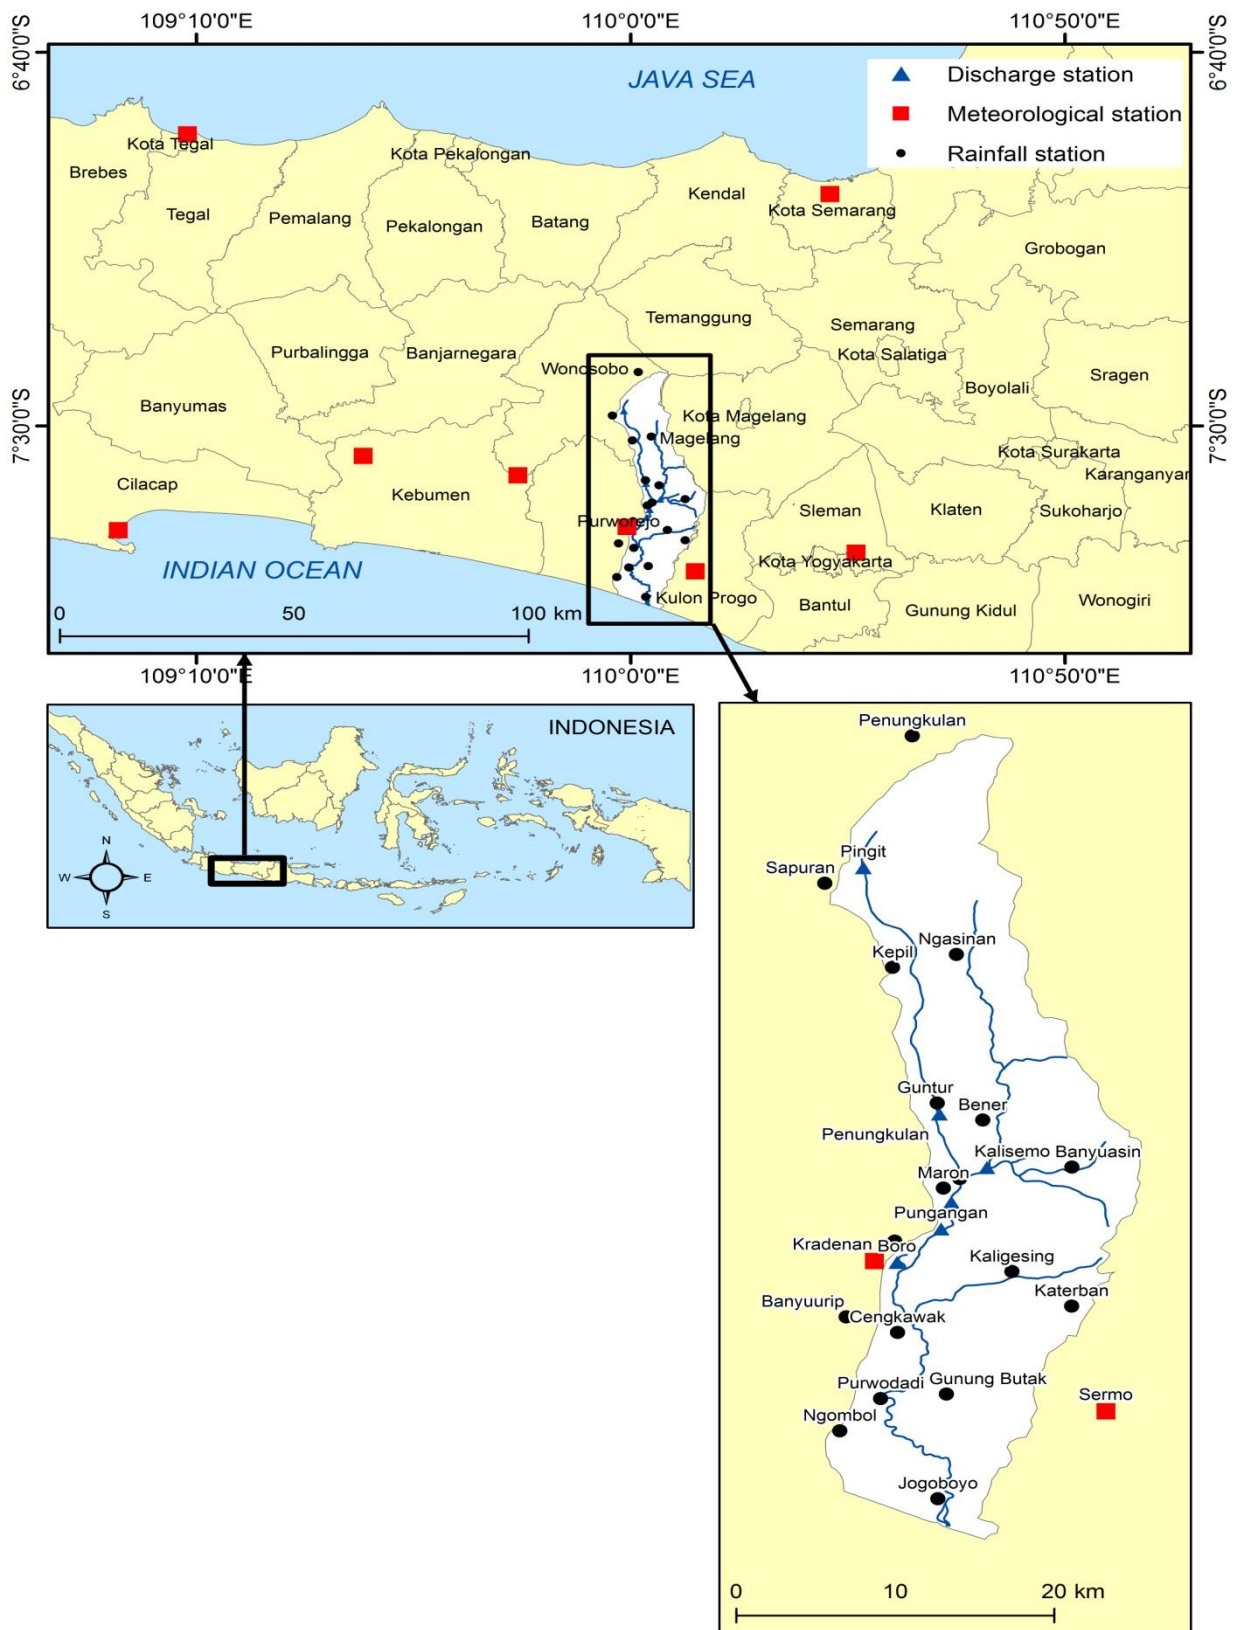 109°10'0"E
110°0'0"E
110°50'0"E
6°40'0"S
6°40'0"S
JAVA SEA
Discharge station
Meteorological station
Rainfall station
Kota Tegal
Kota Pekalongan
Brebes
Tegal
Pemalang
Pekalongan
Batang
Kendal
Kota Semarang
Grobogan
Temanggung
Semarang
Purbalingga
Banjarnegara
Kota Salatiga
Wonosobo
Boyolali
Sragen
Banyumas
Kota Magelang
7°30'0"S
7°30'0"S
Magelang
Kota Surakarta
Karanganyar
Cilacap
Kebumen
Sleman
Klaten
Sukoharjo
Purworejo
INDIAN OCEAN
Kota Yogyakarta
Kulon Progo
Bantul
Gunung Kidul
Wonogiri
0
50
100 km
109°10'0"E
110°0'0"E
110°50'0"E
INDONESIA
N
W
E
S
Penungkulan
Pingit
Sapuran
Ngasinan
Kepil
Guntur
Bener
Penungkulan
Kalisemo
Banyuasin
Maron
Pungangan
Kradenan
Boro
Kaligesing
Katerban
Banyuurip
Cengkawak
Purwodadi
Gunung Butak
Sermo
Ngombol
Jogoboyo
0
10
20 km